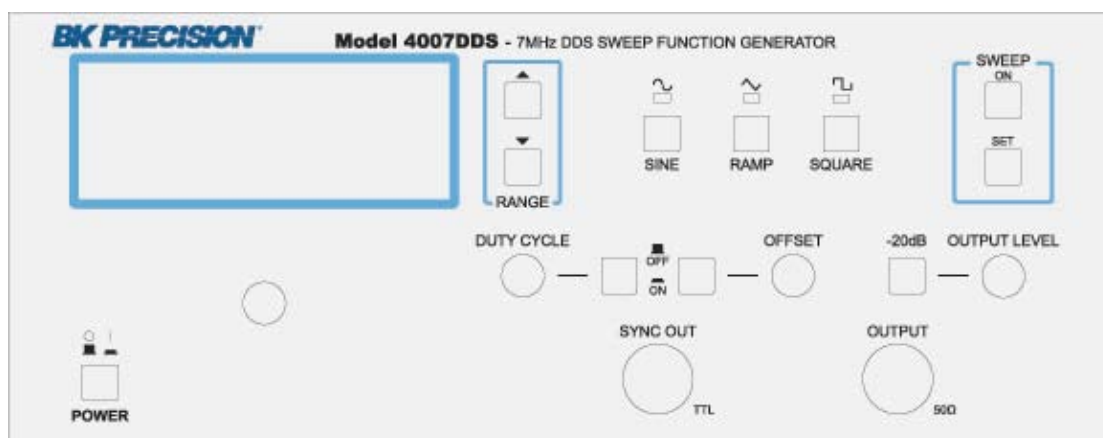 BK PRECISION
Model 4007DDS - 7MHz DDS SWEEP FUNCTION GENERATOR
SWEEP
ON
SET
SINE
RAMP
SQUARE
RANGE
DUTY CYCLE
OFF
ON
OFFSET
-20dB
OUTPUT LEVEL
SYNC OUT
TTL
OUTPUT
50Ω
POWER